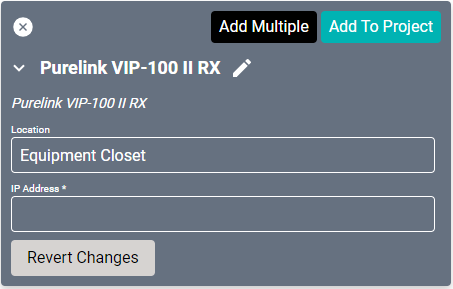 Add Multiple
Add To Project
Purelink VIP-100 II RX
Purelink VIP-100 II RX
Location
Equipment Closet
IP Address *
Revert Changes